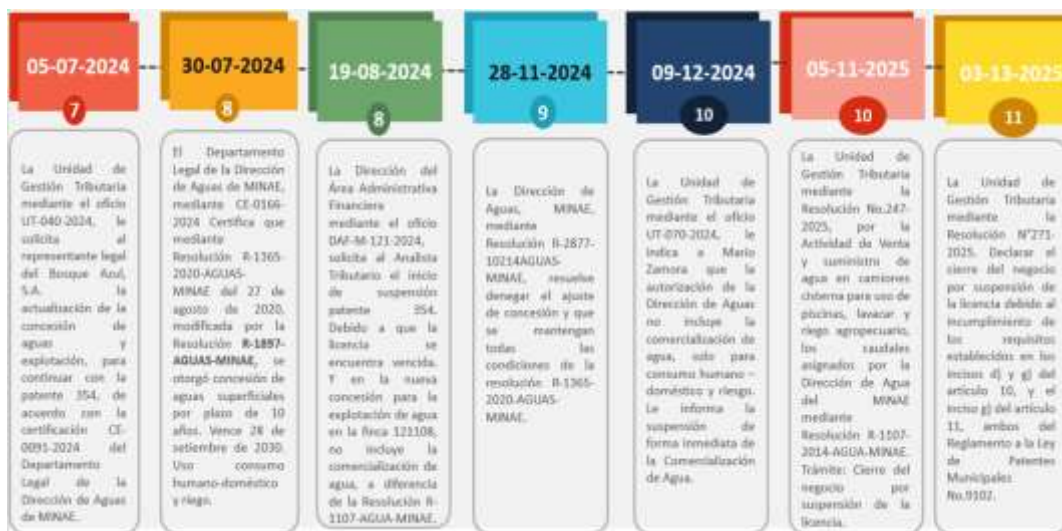 05-07-2024
7
La Unidad de
Gestión Tributaria
mediante el oficio
UT-040-2024, le
solicita al
representante legal
del Bosque Azul,
S.A. la
actualización de la
concesión de
aguas y
explotación, para
continuar con la
patente 354, de
acuerdo con la
certificación CE-
0091-2024 del
Departamento
Legal de la
Dirección de Aguas
de MINAE.
30-07-2024
8
El Departamento
Legal de la Dirección
de Aguas de MINAE,
mediante CE-0166-
2024 Certifica que
mediante
Resolución R-1365-
2020-AGUAS-
MINAE del 27 de
agosto de 2020,
modificada por la
Resolución R-1897-
AGUAS-MINAE, se
otorgó concesión de
aguas superficiales
por plazo de 10
años. Vence 28 de
setiembre de 2030.
Uso consumo
humano-doméstico
y riego.
19-08-2024
8
La Dirección del
Área Administrativa
Financiera
mediante el oficio
DAF-M-121-2024,
solicita al Analista
Tributario el inicio
de suspensión
patente 354.
Debido a que la
licencia se
encuentra vencida.
Y en la nueva
concesión para la
explotación de agua
en la finca 121108,
no incluye la
comercialización de
agua, a diferencia
de la Resolución R-
1107-AGUA-MINAE.
28-11-2024
9
La Dirección de
Aguas, MINAE,
mediante
Resolución R-2877-
10214AGUAS-
MINAE, resuelve
denegar el ajuste
de concesión y que
se mantengan
todas las
condiciones de la
resolución R-1365-
2020-AGUAS-
MINAE.
09-12-2024
10
La Unidad de
Gestión Tributaria
mediante el oficio
UT-070-2024, le
indica a Mario
Zamora que la
autorización de la
Dirección de Aguas
no incluye la
comercialización de
agua, solo para
consumo humano –
doméstico y riesgo.
Le informa la
suspensión de
forma inmediata de
la Comercialización
de Agua.
05-11-2025
10
La Unidad de
Gestión Tributaria
mediante la
Resolución No.247-
2025, por la
Actividad de Venta
y suministro de
agua en camiones
cisterna para uso de
piscinas, lavacar y
riego agropecuario,
los caudales
asignados por la
Dirección de Agua
del MINAE
mediante
Resolución R-1107-
2014-AGUA-MINAE.
Trámite: Cierre del
negocio por
suspensión de la
licencia.
03-13-2025
11
La Unidad de
Gestión Tributaria
mediante la
Resolución N°271-
2025. Declarar el
cierre del negocio
por suspensión de
la licencia debido al
incumplimiento de
los requisitos
establecidos en los
incisos d) y g) del
artículo 10, y el
inciso g) del artículo
11, ambos del
Reglamento a la Ley
de Patentes
Municipales
No.9102.